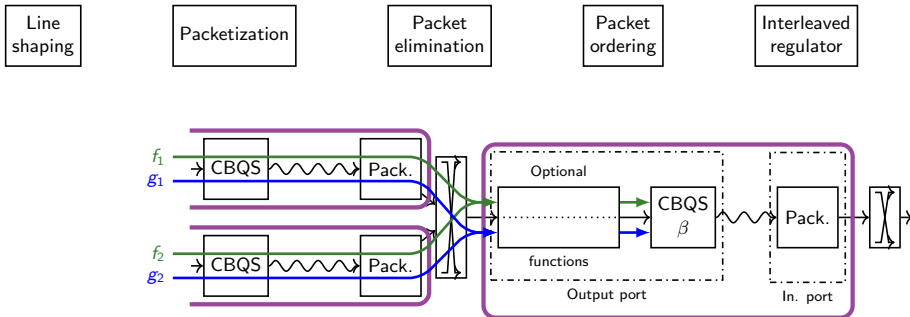 Line
shaping
Packetization
Packet
elimination
Packet
ordering
Interleaved
regulator
f1
g1
CBQS
Pack.
f2
g2
CBQS
Pack.
Optional
functions
CBQS
β
Output port
Pack.
In. port